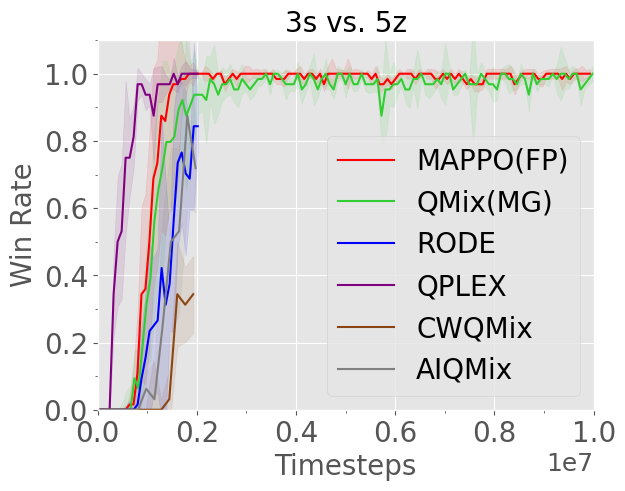 3s vs. 5z
Win Rate
1.0
0.8
0.6
0.4
0.2
0.0
MAPPO(FP)
QMix(MG)
RODE
QPLEX
CWQMix
AIQMix
0.0 0.2 0.4 0.6 0.8 1.0
Timesteps
1e7